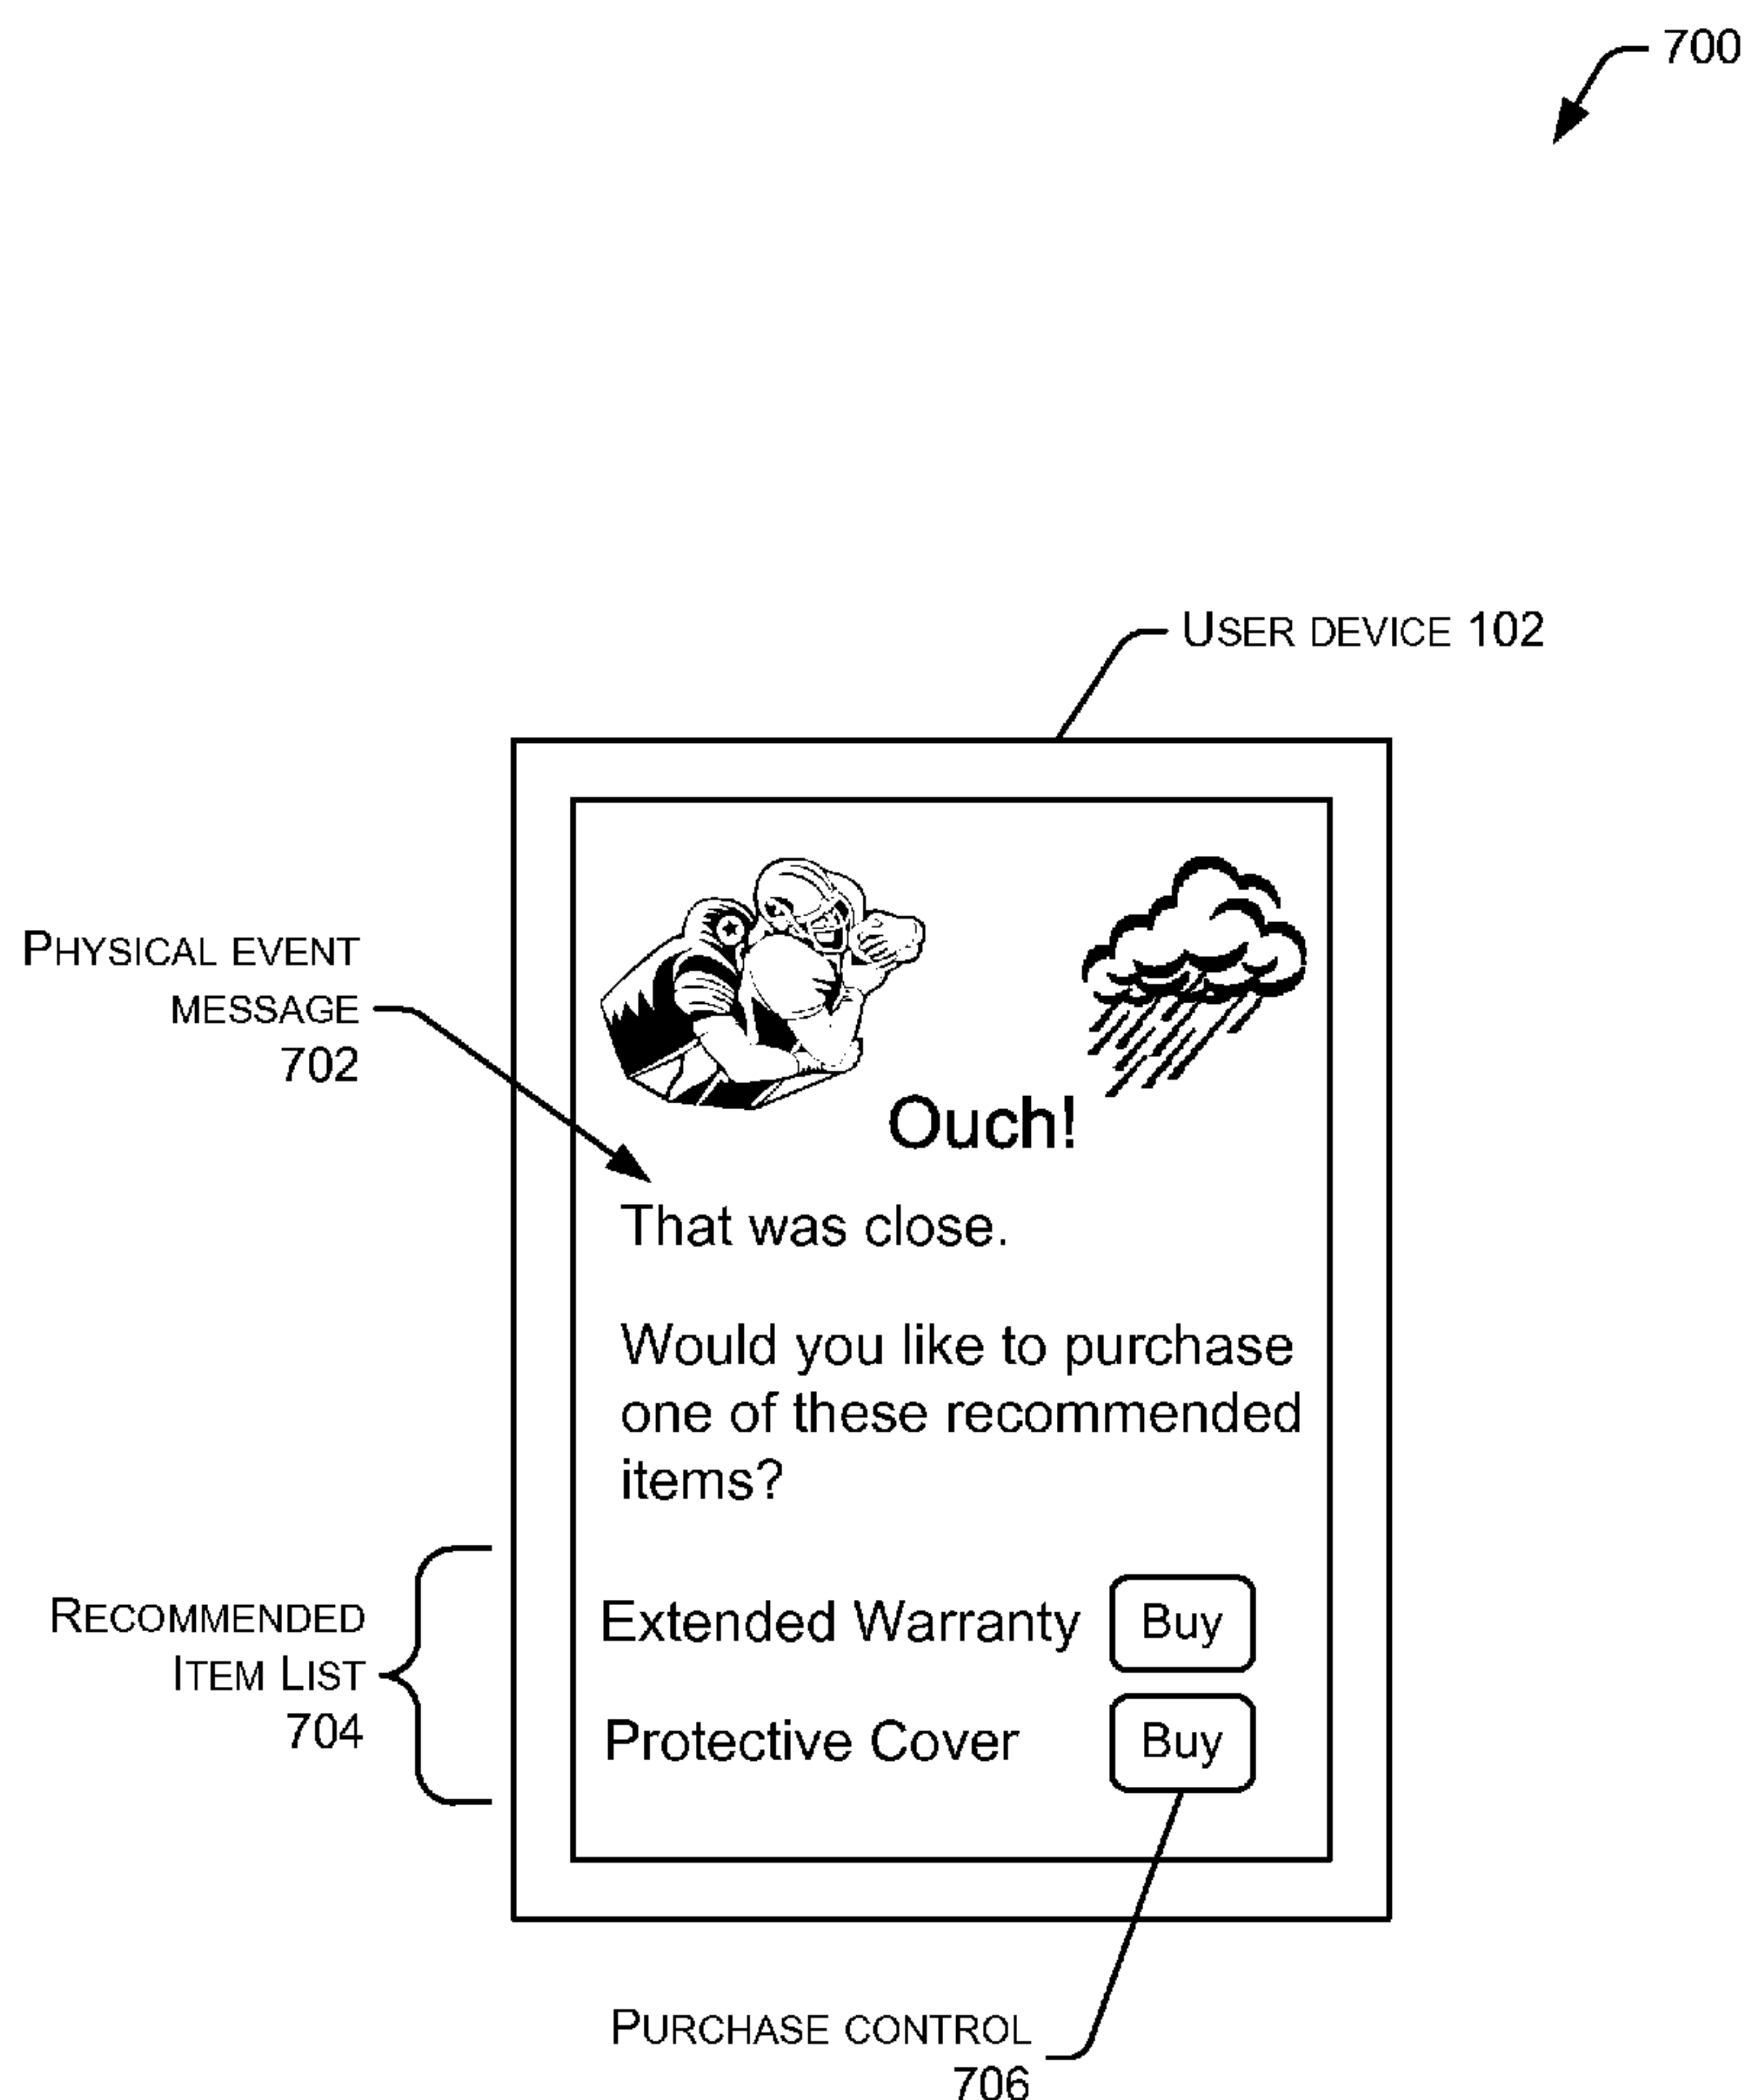 700
USER DEVICE 102
PHYSICAL EVENT
MESSAGE
702
Ouch!
That was close.
Would you like to purchase
one of these recommended
items?
RECOMMENDED
ITEM LIST
704
Extended Warranty Buy
Protective Cover Buy
PURCHASE CONTROL
706